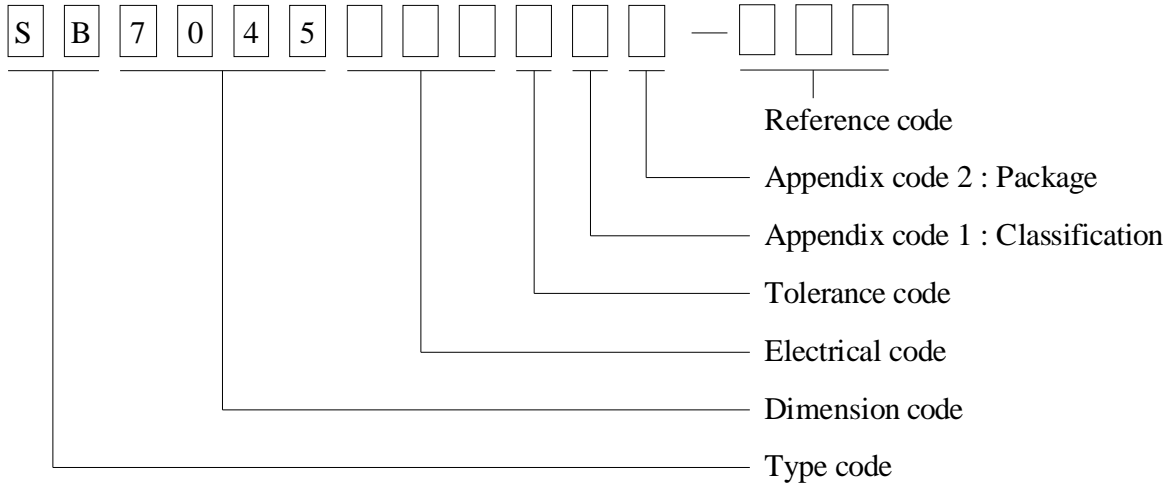 S B 7 0 4 5 —
Reference code
Appendix code 2 : Package
Appendix code 1 : Classification
Tolerance code
Electrical code
Dimension code
Type code